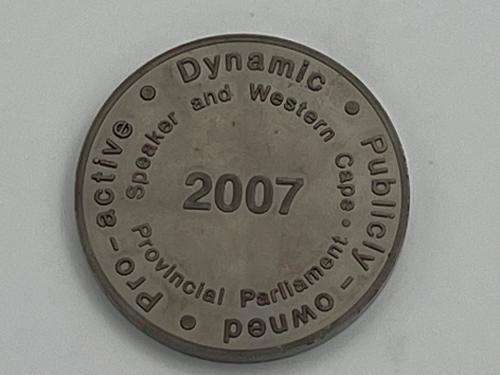 Dynamic • Publicly-owned • pro-active •
Speaker and Western Cape • Provincial Parliament
2007